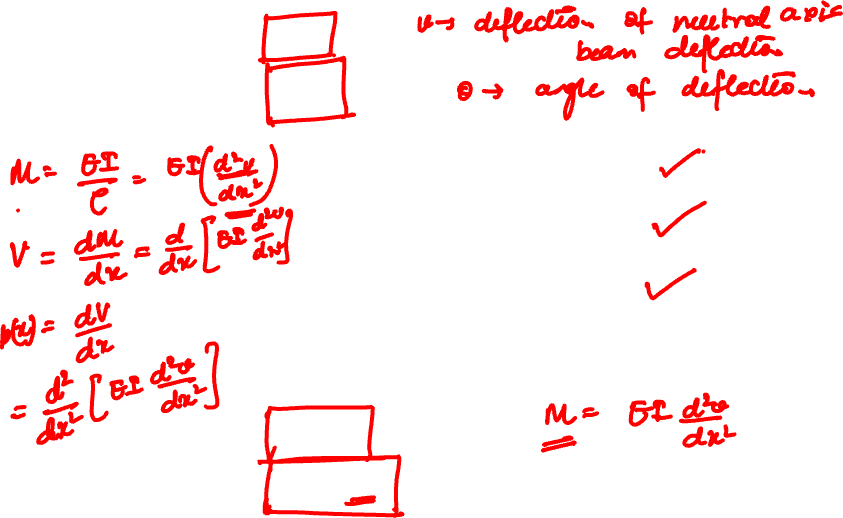 v → deflection of neutral axis
beam deflection
θ → angle of deflection
M = EI/ρ = EI(d²v/dx²)
V = dM/dx = d/dx [EI d²v/dx²]
p(x) = dV/dx
= d²/dx² [EI d²v/dx²]
M = EI d²v/dx²